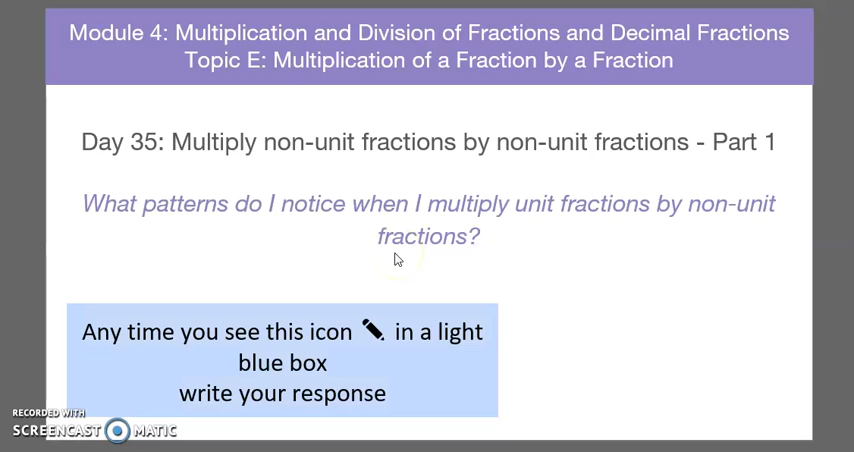 Module 4: Multiplication and Division of Fractions and Decimal Fractions
Topic E: Multiplication of a Fraction by a Fraction
Day 35: Multiply non-unit fractions by non-unit fractions - Part 1
What patterns do I notice when I multiply unit fractions by non-unit
fractions?
Any time you see this icon in a light
blue box
write your response
RECORDED WITH
SCREENCAST MATIC